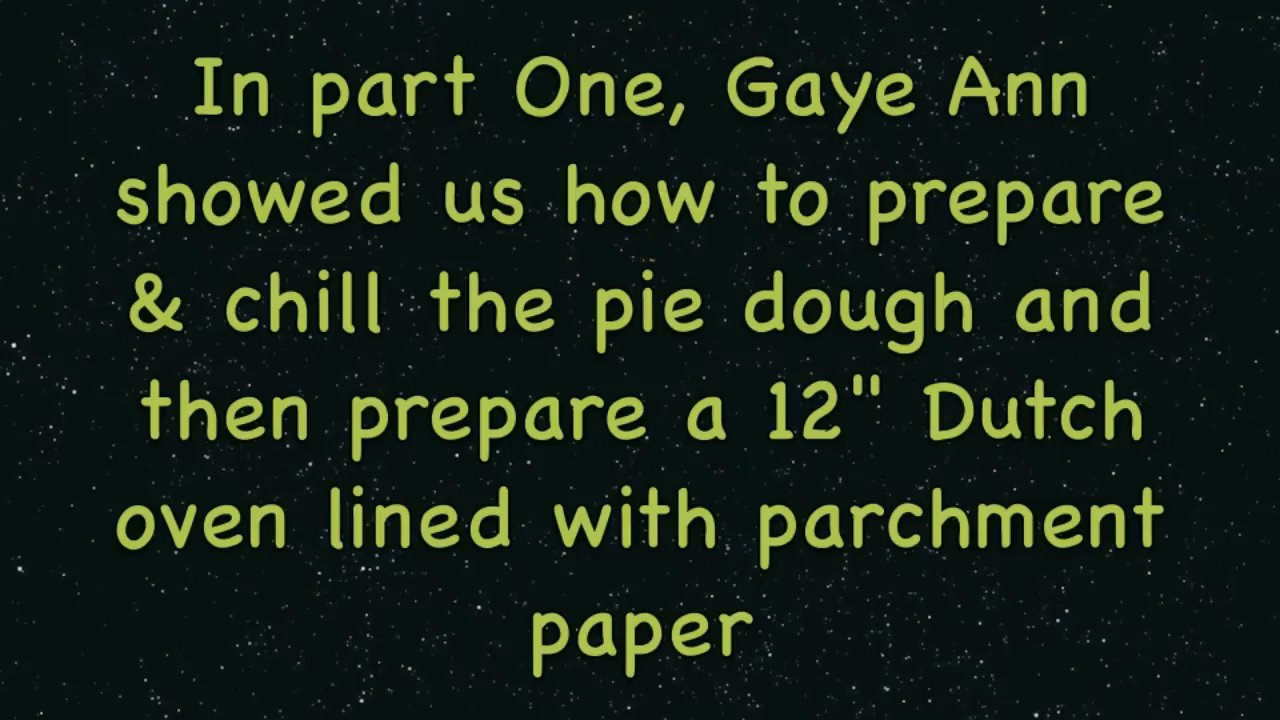 In part One, Gaye Ann
showed us how to prepare
& chill the pie dough and
then prepare a 12" Dutch
oven lined with parchment
paper